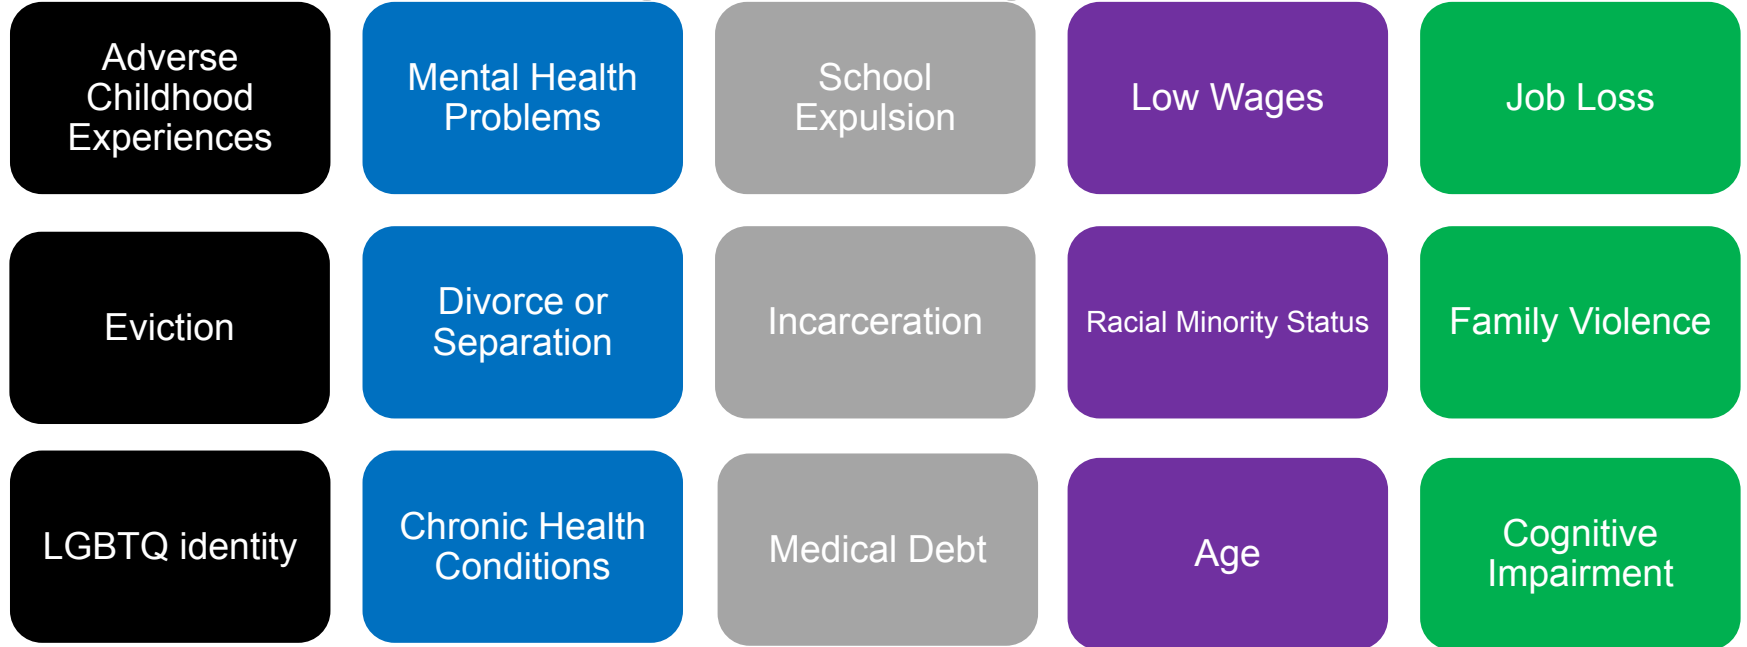 Adverse
Childhood
Experiences
Mental Health
Problems
School
Expulsion
Low Wages
Job Loss
Eviction
Divorce or
Separation
Incarceration
Racial Minority Status
Family Violence
LGBTQ identity
Chronic Health
Conditions
Medical Debt
Age
Cognitive
Impairment